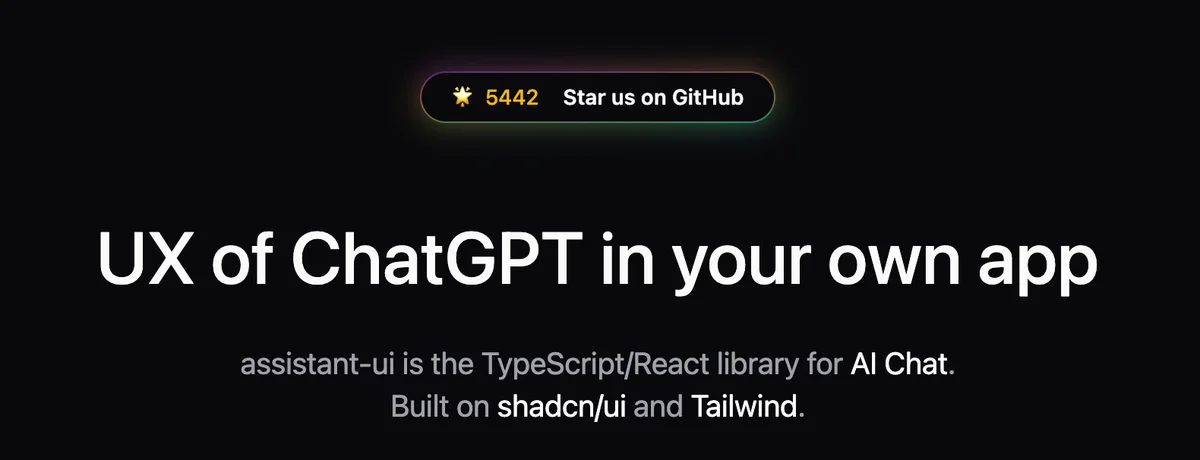 🌟 5442 Star us on GitHub
UX of ChatGPT in your own app
assistant-ui is the TypeScript/React library for AI Chat.
Built on shadcn/ui and Tailwind.